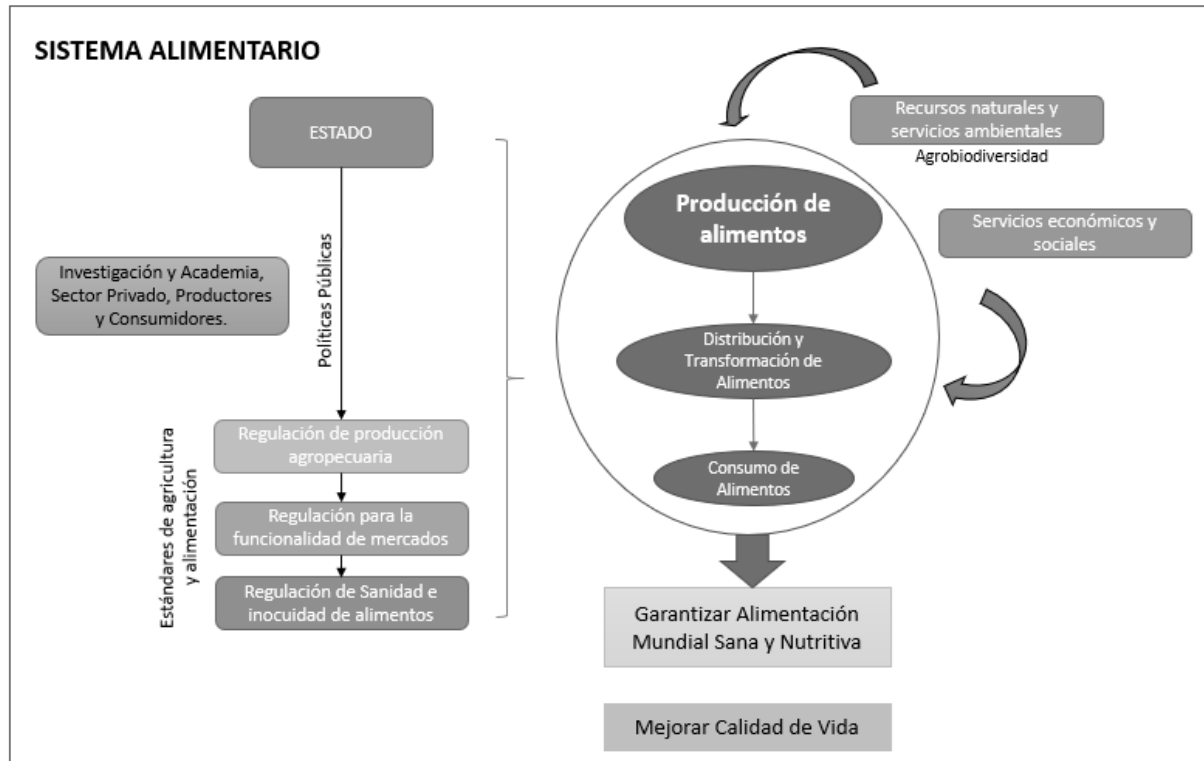 SISTEMA ALIMENTARIO
ESTADO
Políticas Públicas
Investigación y Academia,
Sector Privado, Productores
y Consumidores.
Estándares de agricultura
y alimentación
Regulación de producción
agropecuaria
Regulación para la
funcionalidad de mercados
Regulación de Sanidad e
inocuidad de alimentos
Recursos naturales y
servicios ambientales
Agrobiodiversidad
Servicios económicos y
sociales
Producción de
alimentos
Distribución y
Transformación de
Alimentos
Consumo de
Alimentos
Garantizar Alimentación
Mundial Sana y Nutritiva
Mejorar Calidad de Vida